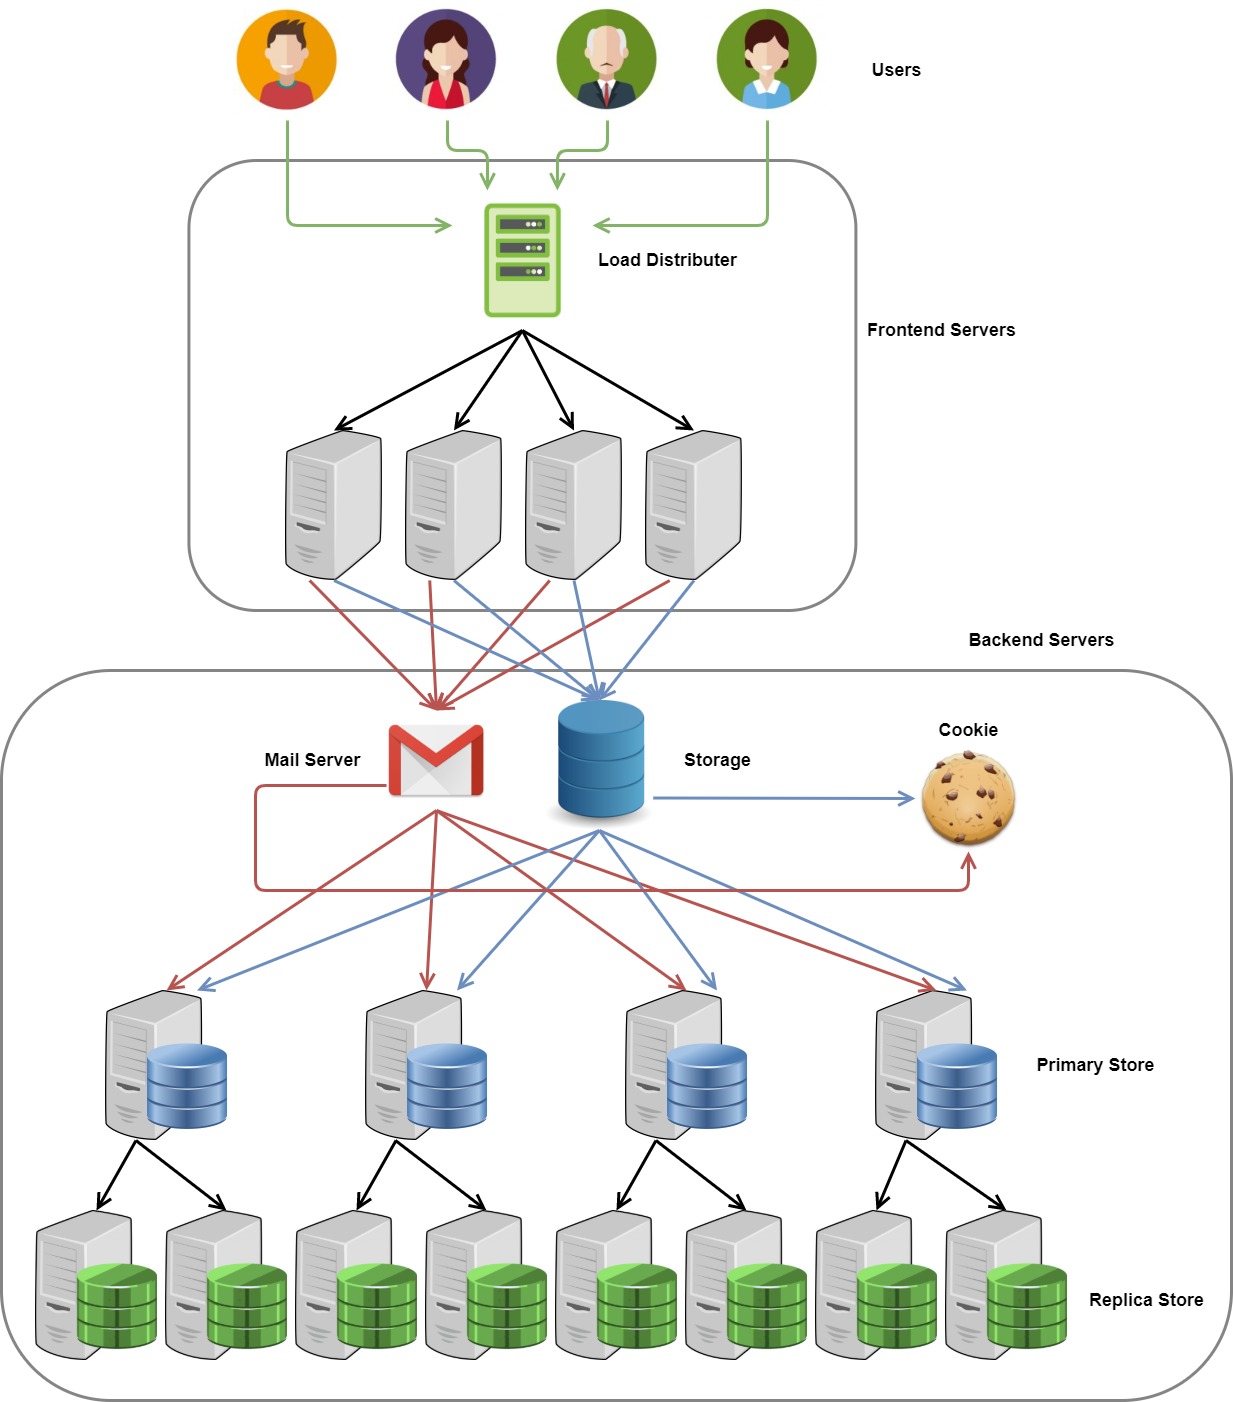 Users
Load Distributer
Frontend Servers
Backend Servers
Cookie
Mail Server
Storage
Primary Store
Replica Store